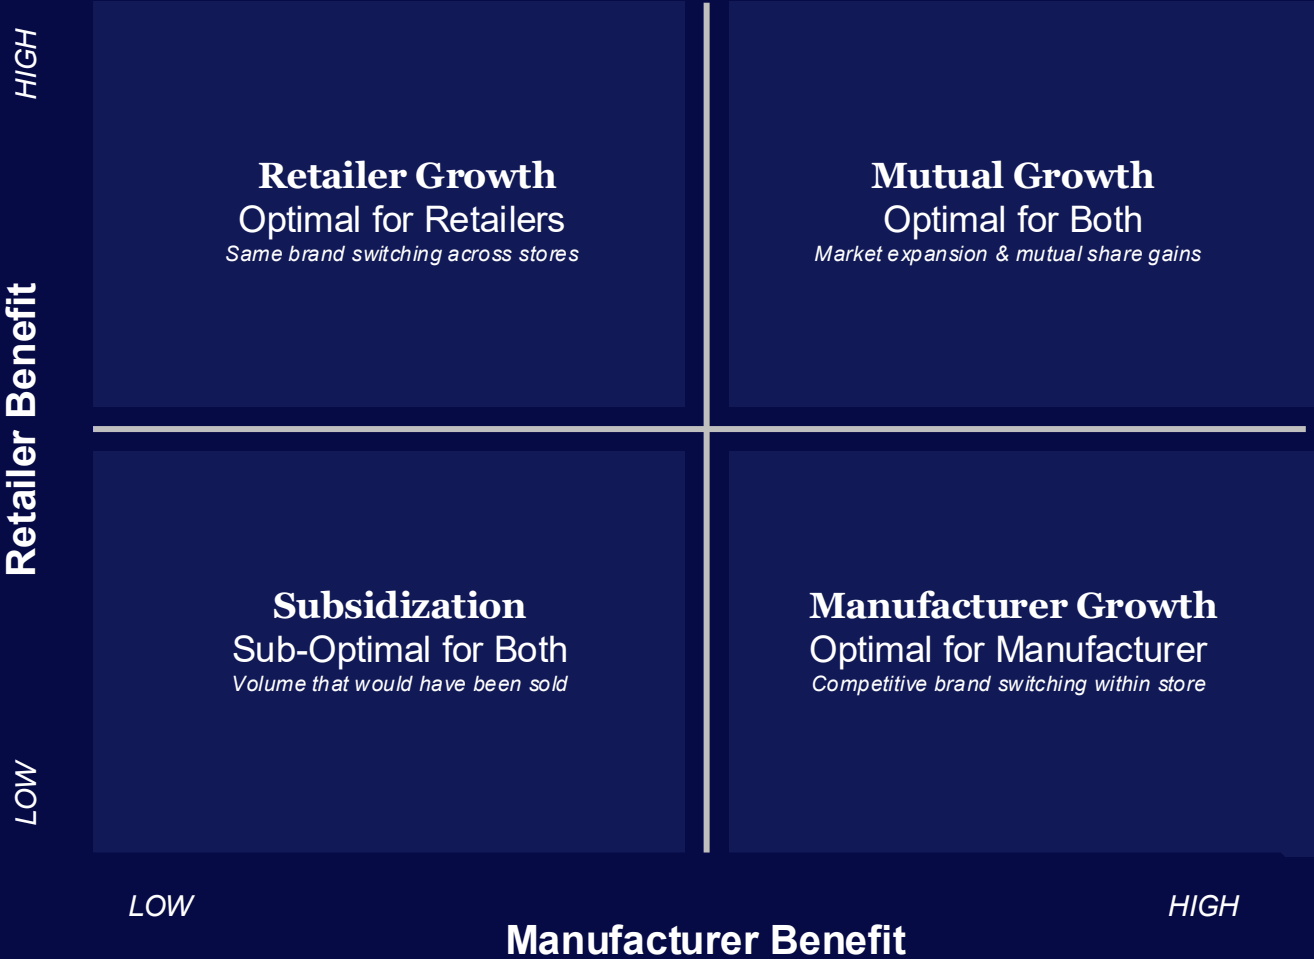 HIGH
Retailer Growth
Optimal for Retailers
Same brand switching across stores
Mutual Growth
Optimal for Both
Market expansion & mutual share gains
Retailer Benefit
Subsidization
Sub-Optimal for Both
Volume that would have been sold
Manufacturer Growth
Optimal for Manufacturer
Competitive brand switching within store
LOW
LOW
HIGH
Manufacturer Benefit